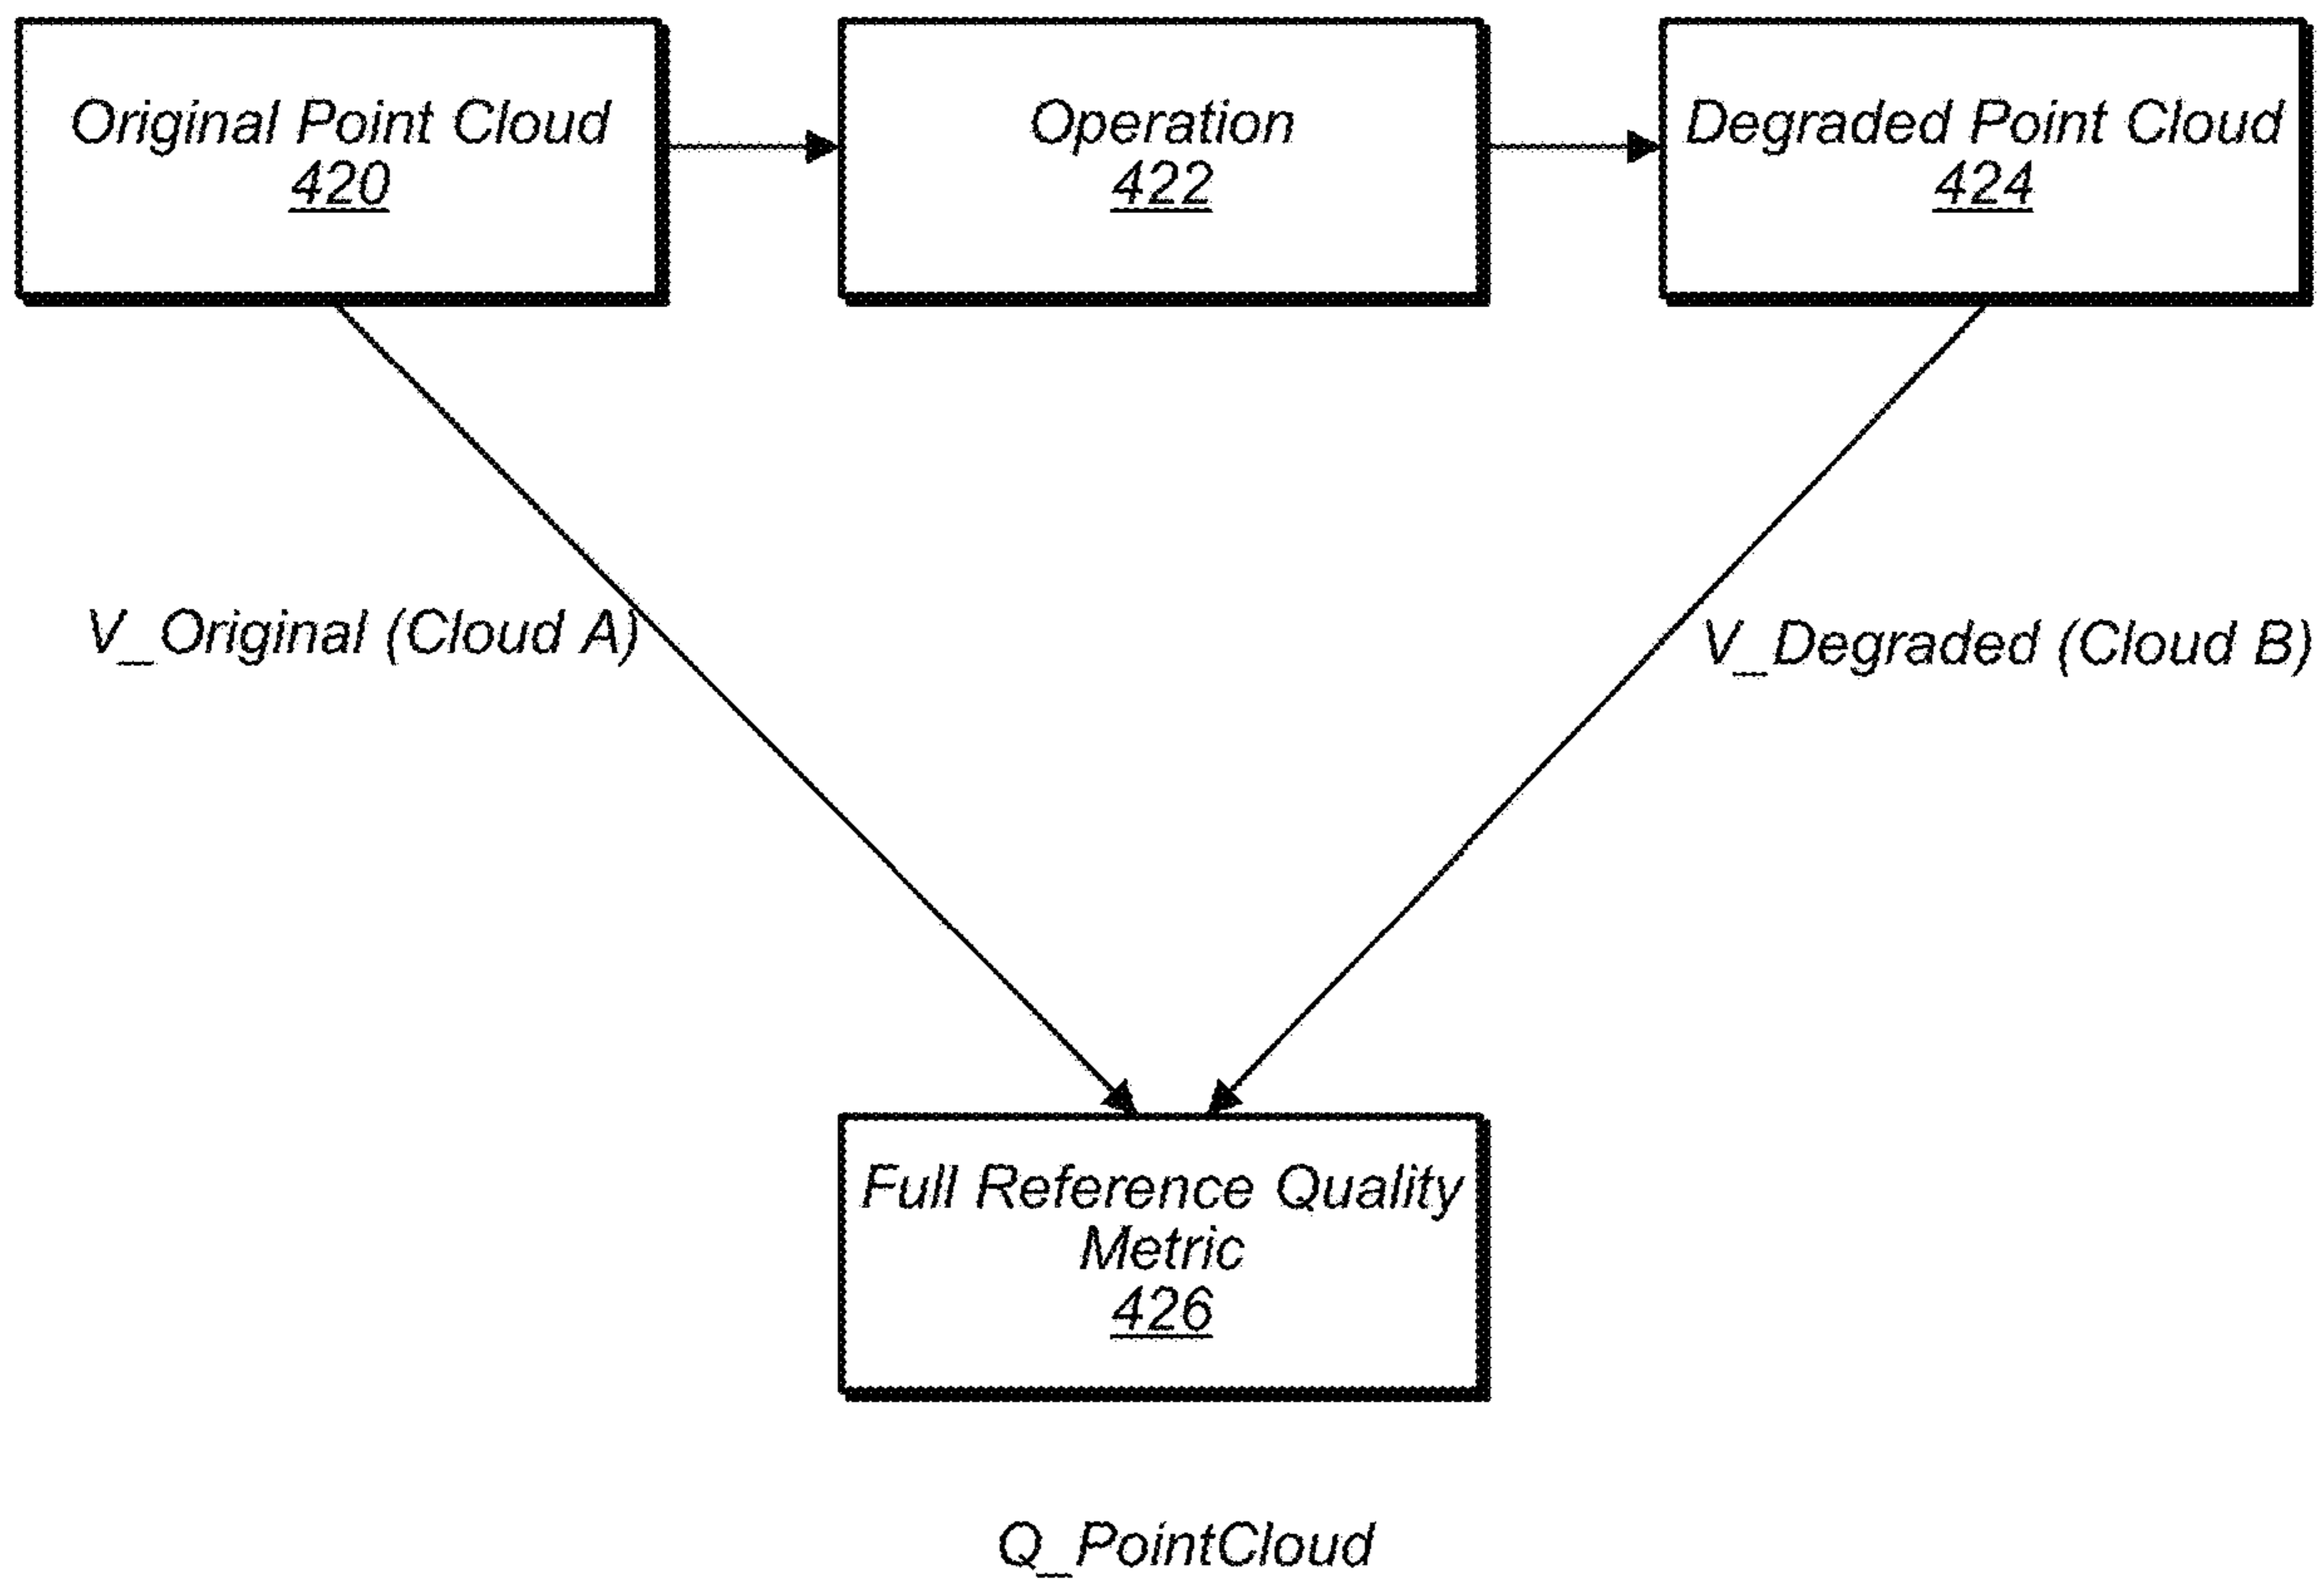 Original Point Cloud
420
Operation
422
Degraded Point Cloud
424
V_Original (Cloud A)
V_Degraded (Cloud B)
Full Reference Quality
Metric
426
Q_PointCloud